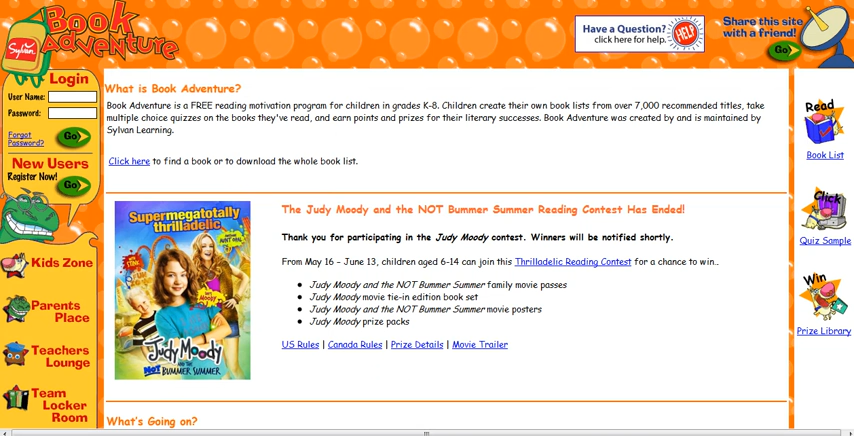 Book
Adventure
Sylvan
Have a Question?
click here for help.
HELP
Share this site
with a friend!
Go
Login
User Name:
Password:
Forgot
Password?
Go
New Users
Register Now!
Go
Kids Zone
Parents
Place
Teachers
Lounge
Team
Locker
Room
What is Book Adventure?
Book Adventure is a FREE reading motivation program for children in grades K-8. Children create their own book lists from over 7,000 recommended titles, take
multiple choice quizzes on the books they've read, and earn points and prizes for their literary successes. Book Adventure was created by and is maintained by
Sylvan Learning.
Click here to find a book or to download the whole book list.
Supermegatotally
thrilladelic
Judy Moody
AND THE
NOT BUMMER SUMMER
The Judy Moody and the NOT Bummer Summer Reading Contest Has Ended!
Thank you for participating in the Judy Moody contest. Winners will be notified shortly.
From May 16 - June 13, children aged 6-14 can join this Thrilladelic Reading Contest for a chance to win..
• Judy Moody and the NOT Bummer Summer family movie passes
• Judy Moody movie tie-in edition book set
• Judy Moody and the NOT Bummer Summer movie posters
• Judy Moody prize packs
US Rules | Canada Rules | Prize Details | Movie Trailer
What's Going on?
Read
Book List
Click
Quiz Sample
Win
Prize Library